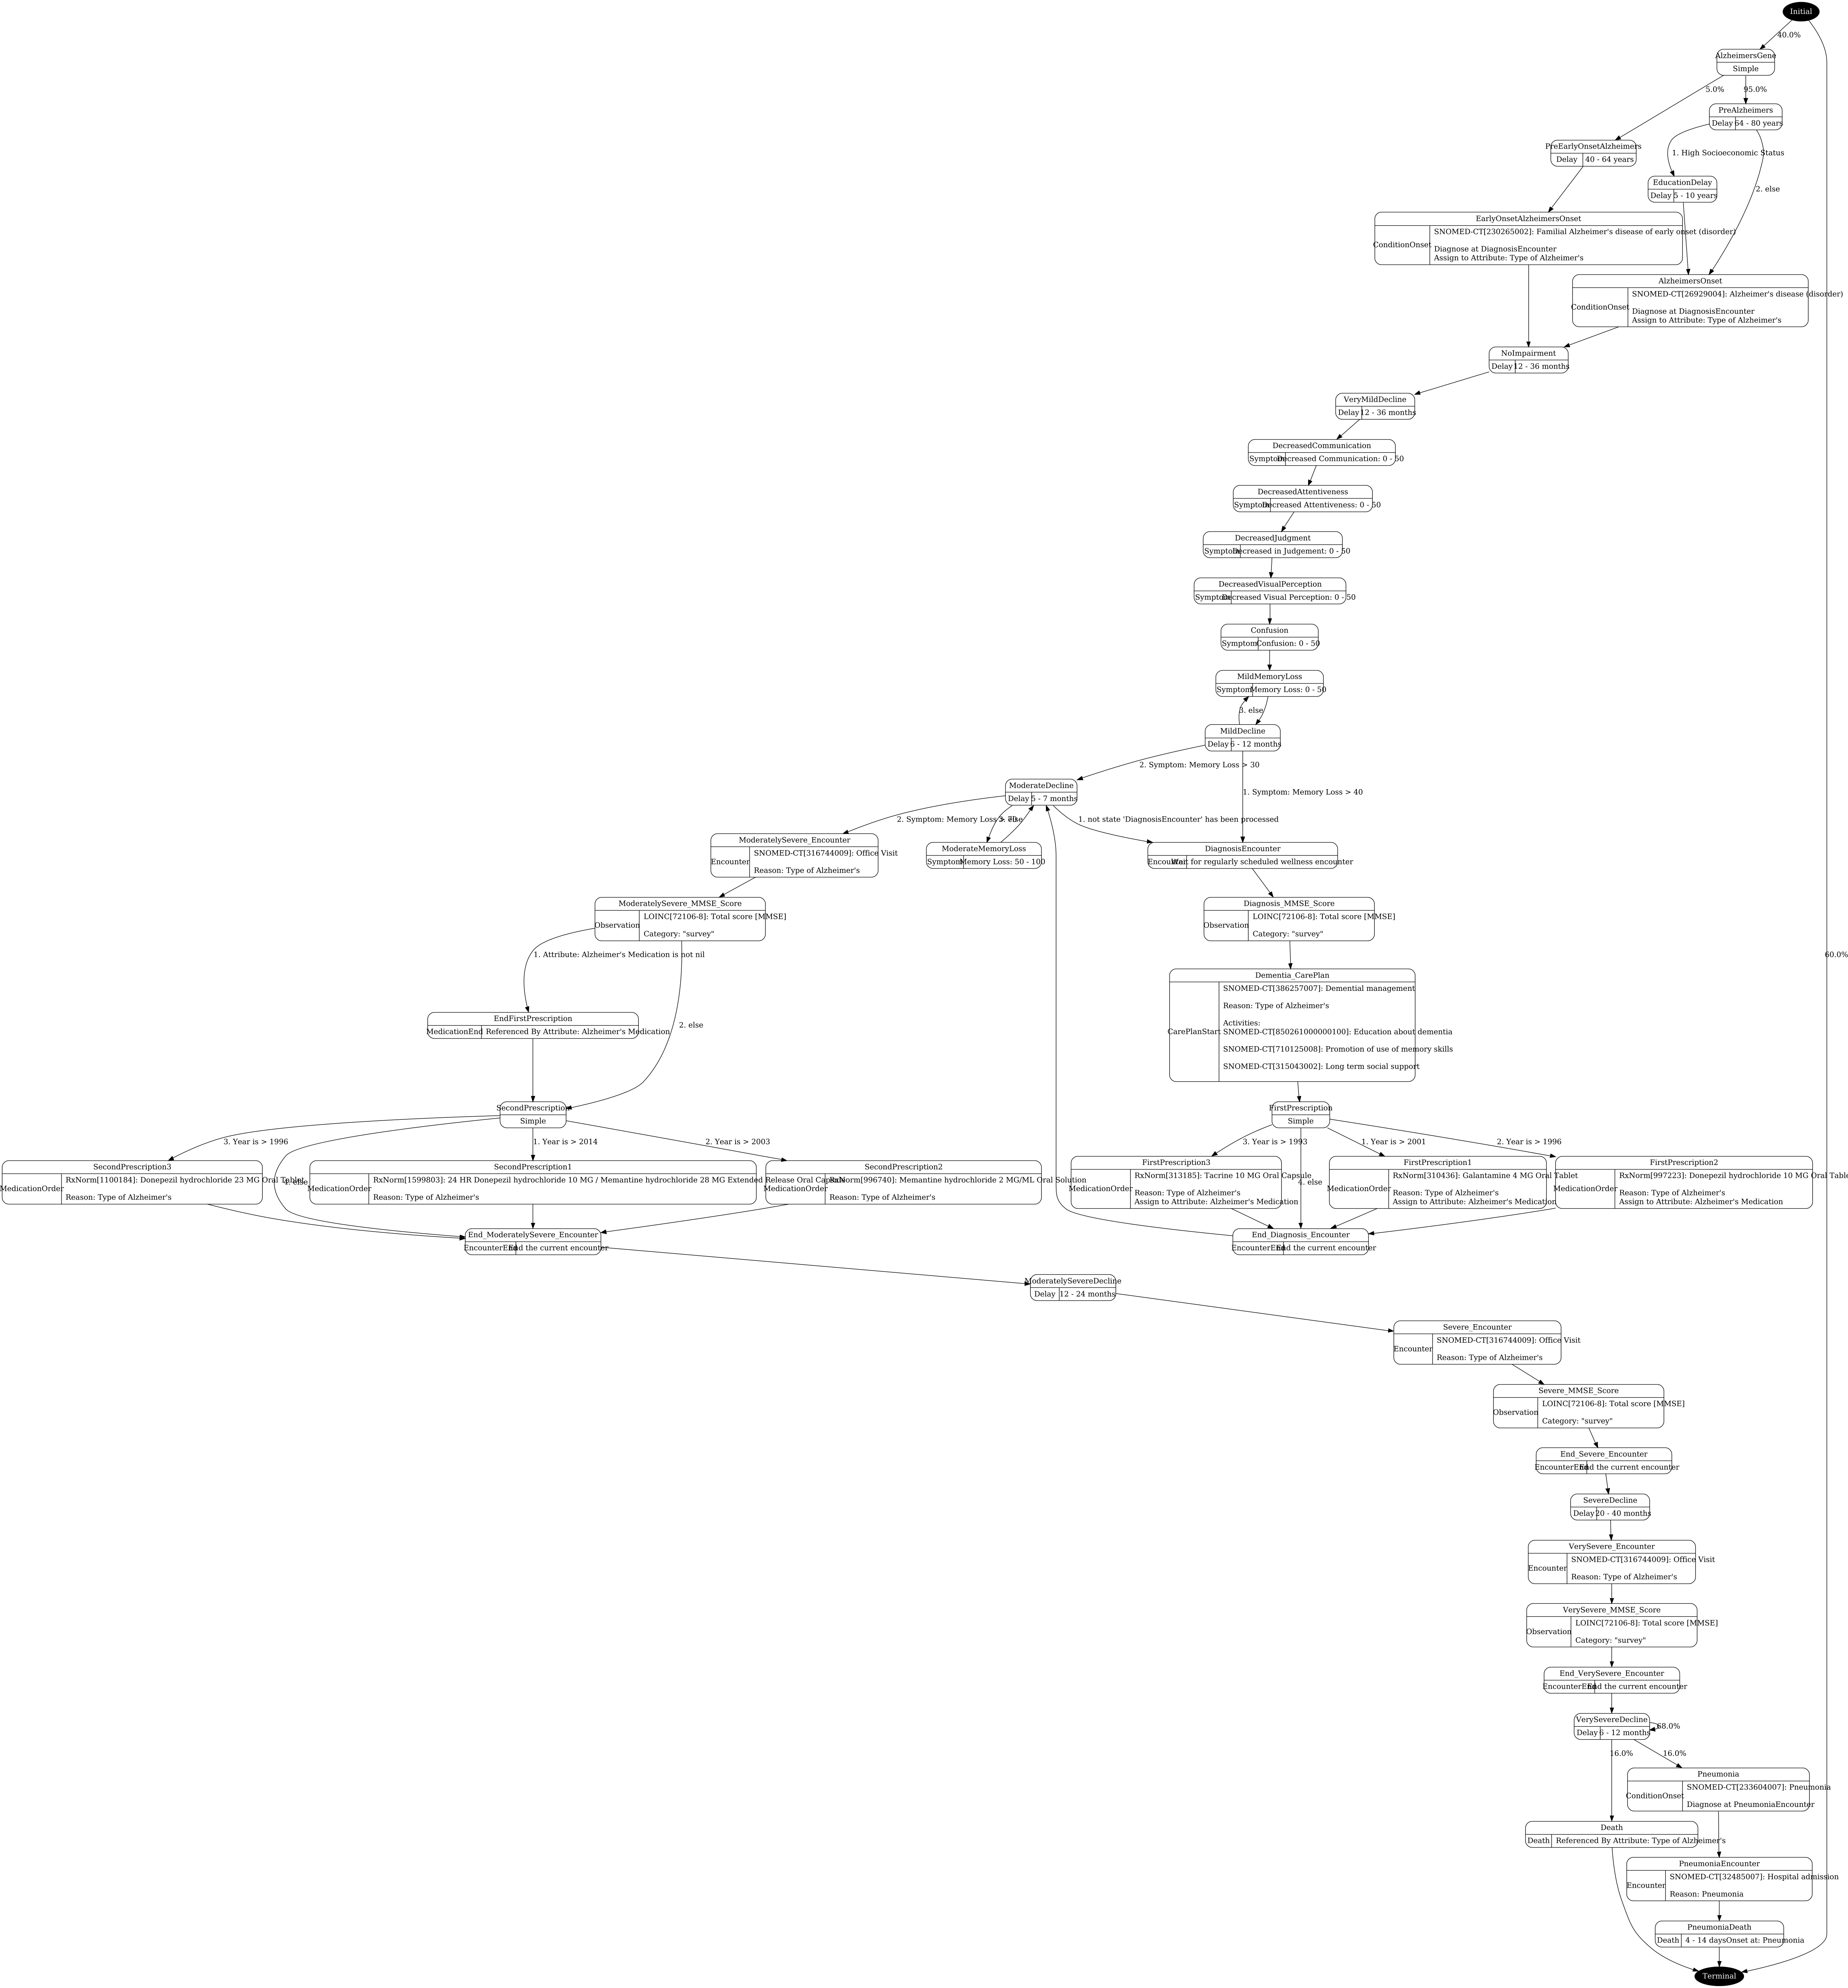 Initial
40.0%
AlzheimersGene
Simple
5.0%
95.0%
PreAlzheimers
Delay
64 - 80 years
PreEarlyOnsetAlzheimers
Delay
40 - 64 years
1. High Socioeconomic Status
EducationDelay
Delay
5 - 10 years
2. else
EarlyOnsetAlzheimersOnset
ConditionOnset
SNOMED-CT[230265002]: Familial Alzheimer's disease of early onset (disorder)
Diagnose at DiagnosisEncounter
Assign to Attribute: Type of Alzheimer's
AlzheimersOnset
ConditionOnset
SNOMED-CT[26929004]: Alzheimer's disease (disorder)
Diagnose at DiagnosisEncounter
Assign to Attribute: Type of Alzheimer's
NoImpairment
Delay
12 - 36 months
VeryMildDecline
Delay
12 - 36 months
DecreasedCommunication
Symptom
Decreased Communication: 0 - 50
DecreasedAttentiveness
Symptom
Decreased Attentiveness: 0 - 50
DecreasedJudgment
Symptom
Decreased in Judgement: 0 - 50
DecreasedVisualPerception
Symptom
Decreased Visual Perception: 0 - 50
Confusion
Symptom
Confusion: 0 - 50
MildMemoryLoss
Symptom
Memory Loss: 0 - 50
3. else
MildDecline
Delay
6 - 12 months
2. Symptom: Memory Loss > 30
1. Symptom: Memory Loss > 40
ModerateDecline
Delay
5 - 7 months
2. Symptom: Memory Loss > 70
3. else
1. not state 'DiagnosisEncounter' has been processed
ModeratelySevere_Encounter
Encounter
SNOMED-CT[316744009]: Office Visit
Reason: Type of Alzheimer's
ModerateMemoryLoss
Symptom
Memory Loss: 50 - 100
DiagnosisEncounter
Encounter
Wait for regularly scheduled wellness encounter
ModeratelySevere_MMSE_Score
Observation
LOINC[72106-8]: Total score [MMSE]
Category: "survey"
Diagnosis_MMSE_Score
Observation
LOINC[72106-8]: Total score [MMSE]
Category: "survey"
1. Attribute: Alzheimer's Medication is not nil
60.0%
Dementia_CarePlan
CarePlanStart
SNOMED-CT[386257007]: Demential management
Reason: Type of Alzheimer's
Activities:
SNOMED-CT[850261000000100]: Education about dementia
SNOMED-CT[710125008]: Promotion of use of memory skills
SNOMED-CT[315043002]: Long term social support
EndFirstPrescription
MedicationEnd
Referenced By Attribute: Alzheimer's Medication
2. else
SecondPrescription
Simple
FirstPrescription
Simple
3. Year is > 1996
1. Year is > 2014
2. Year is > 2003
3. Year is > 1993
1. Year is > 2001
2. Year is > 1996
SecondPrescription3
MedicationOrder
RxNorm[1100184]: Donepezil hydrochloride 23 MG Oral Tablet
Reason: Type of Alzheimer's
4. else
SecondPrescription1
MedicationOrder
RxNorm[1599803]: 24 HR Donepezil hydrochloride 10 MG / Memantine hydrochloride 28 MG Extended Release Oral Capsule
Reason: Type of Alzheimer's
SecondPrescription2
MedicationOrder
RxNorm[996740]: Memantine hydrochloride 2 MG/ML Oral Solution
Reason: Type of Alzheimer's
FirstPrescription3
MedicationOrder
RxNorm[313185]: Tacrine 10 MG Oral Capsule
Reason: Type of Alzheimer's
Assign to Attribute: Alzheimer's Medication
4. else
FirstPrescription1
MedicationOrder
RxNorm[310436]: Galantamine 4 MG Oral Tablet
Reason: Type of Alzheimer's
Assign to Attribute: Alzheimer's Medication
FirstPrescription2
MedicationOrder
RxNorm[997223]: Donepezil hydrochloride 10 MG Oral Tablet
Reason: Type of Alzheimer's
Assign to Attribute: Alzheimer's Medication
End_ModeratelySevere_Encounter
EncounterEnd
End the current encounter
End_Diagnosis_Encounter
EncounterEnd
End the current encounter
ModeratelySevereDecline
Delay
12 - 24 months
Severe_Encounter
Encounter
SNOMED-CT[316744009]: Office Visit
Reason: Type of Alzheimer's
Severe_MMSE_Score
Observation
LOINC[72106-8]: Total score [MMSE]
Category: "survey"
End_Severe_Encounter
EncounterEnd
End the current encounter
SevereDecline
Delay
20 - 40 months
VerySevere_Encounter
Encounter
SNOMED-CT[316744009]: Office Visit
Reason: Type of Alzheimer's
VerySevere_MMSE_Score
Observation
LOINC[72106-8]: Total score [MMSE]
Category: "survey"
End_VerySevere_Encounter
EncounterEnd
End the current encounter
VerySevereDecline
Delay
6 - 12 months
68.0%
16.0%
16.0%
Pneumonia
ConditionOnset
SNOMED-CT[233604007]: Pneumonia
Diagnose at PneumoniaEncounter
Death
Death
Referenced By Attribute: Type of Alzheimer's
PneumoniaEncounter
Encounter
SNOMED-CT[32485007]: Hospital admission
Reason: Pneumonia
PneumoniaDeath
Death
4 - 14 daysOnset at: Pneumonia
Terminal